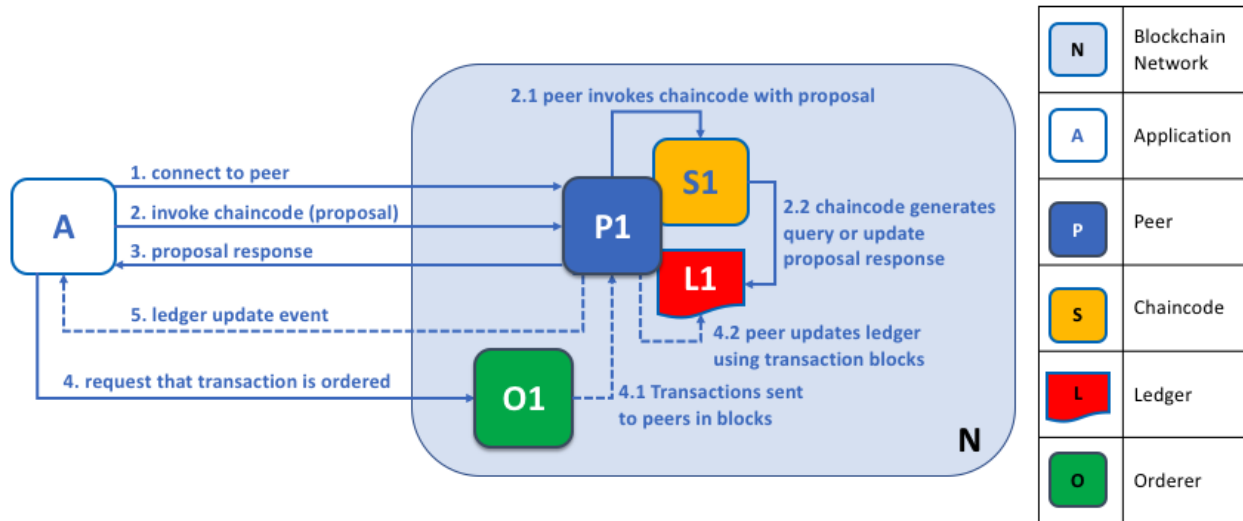 2.1 peer invokes chaincode with proposal
1. connect to peer
S1
2. invoke chaincode (proposal)
A
P1
2.2 chaincode generates
query or update
proposal response
3. proposal response
L1
5. ledger update event
4.2 peer updates ledger
using transaction blocks
4. request that transaction is ordered
O1
4.1 Transactions sent
to peers in blocks
N
N
Blockchain
Network
A
Application
P
Peer
S
Chaincode
L
Ledger
O
Orderer